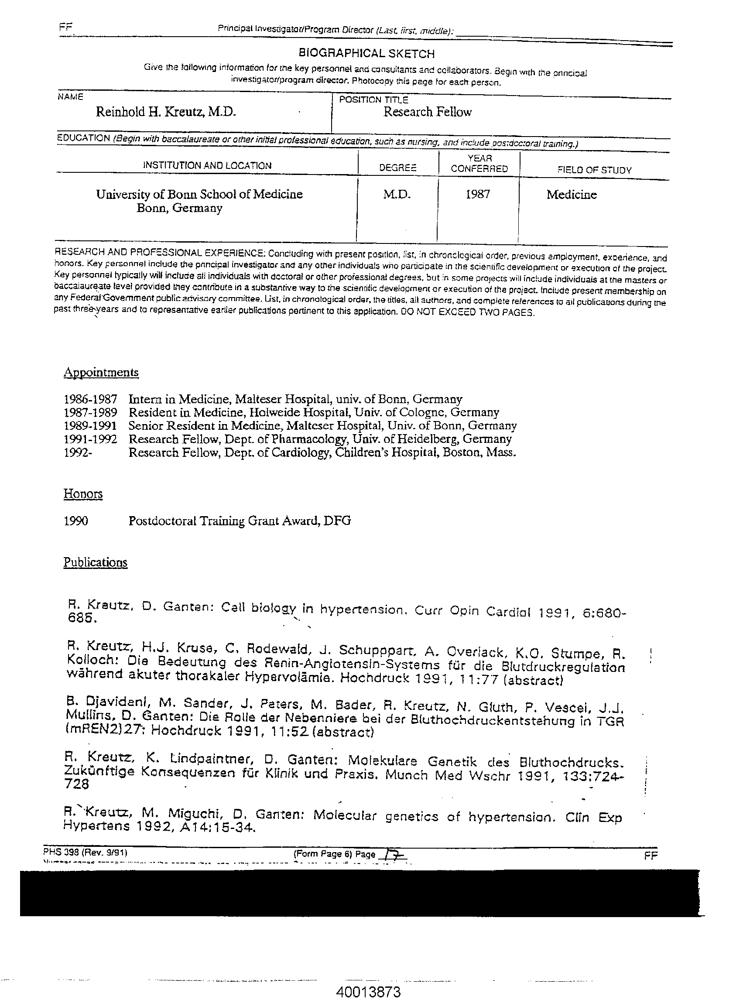 FF
Principal Investigator/Program Director (Last, first, middle):
BIOGRAPHICAL SKETCH
Give the following information for the key personnel and consultants and collaborators. Begin with the principal
investigator/program director. Photocopy this page for each person.
NAME
POSITION TITLE
Reinhold H. Kreutz, M.D.
Research Fellow
EDUCATION (Begin with baccalaureate or other initial professional education, such as nursing, and include postdoctoral training.)
INSTITUTION AND LOCATION
DEGREE
YEAR
CONFERRED
FIELD OF STUDY
University of Bonn School of Medicine
Bonn, Germany
M.D.
1987
Medicine
RESEARCH AND PROFESSIONAL EXPERIENCE: Concluding with present position, list, in chronological order, previous employment, experience, and
honors. Key personnel include the principal investigator and any other individuals who participate in the scientific development or execution of the project.
Key personnel typically will include all individuals with doctoral or other professional degrees, but in some projects will include individuals at the masters or
baccalaureate level provided they contribute in a substantive way to the scientific development or execution of the project. Include present membership on
any Federal Government public advisory committee. List, in chronological order, the titles, all authors, and complete references to all publications during the
past three years and to representative earlier publications pertinent to this application. DO NOT EXCEED TWO PAGES.
Appointments
1986-1987 Intern in Medicine, Malteser Hospital, univ. of Bonn, Germany
1987-1989 Resident in Medicine, Holweide Hospital, Univ. of Cologne, Germany
1989-1991 Senior Resident in Medicine, Malteser Hospital, Univ. of Bonn, Germany
1991-1992 Research Fellow, Dept. of Pharmacology, Univ. of Heidelberg, Germany
1992- Research Fellow, Dept. of Cardiology, Children's Hospital, Boston, Mass.
Honors
1990 Postdoctoral Training Grant Award, DFG
Publications
R. Kreutz, D. Ganten: Cell biology in hypertension. Curr Opin Cardiol 1991, 6:680-
685.
R. Kreutz, H.J. Kruse, C. Rodewald, J. Schupppart, A. Overlack, K.O. Stumpe, R.
Kolloch: Die Bedeutung des Renin-Angiotensin-Systems für die Blutdruckregulation
während akuter thorakaler Hypervolämie. Hochdruck 1991, 11:77 (abstract)
B. Djavidani, M. Sander, J. Peters, M. Bader, R. Kreutz, N. Gluth, P. Vescei, J.J.
Mullins, D. Ganten: Die Rolle der Nebenniere bei der Bluthochdruckentstehung in TGR
(mREN2)27: Hochdruck 1991, 11:52 (abstract)
R. Kreutz, K. Lindpaintner, D. Ganten: Molekulare Genetik des Bluthochdrucks.
Zukünftige Konsequenzen für Klinik und Praxis. Munch Med Wschr 1991, 133:724-
728
R. Kreutz, M. Miguchi, D. Ganten: Molecular genetics of hypertension. Clin Exp
Hypertens 1992, A14:15-34.
PHS 398 (Rev. 9/91)
(Form Page 6) Page 17
FF
40013873